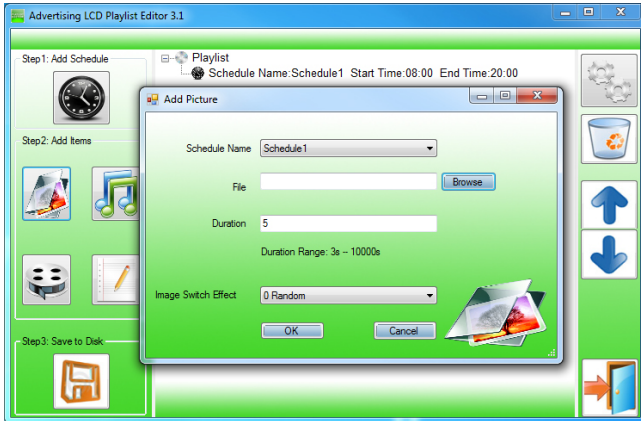 Advertising LCD Playlist Editor 3.1
Step1: Add Schedule
Playlist
Schedule Name:Schedule1 Start Time:08:00 End Time:20:00
Add Picture
Step2: Add Items
Schedule Name Schedule1
File Browse
Duration 5
Duration Range: 3s -- 10000s
Image Switch Effect 0 Random
OK Cancel
Step3: Save to Disk